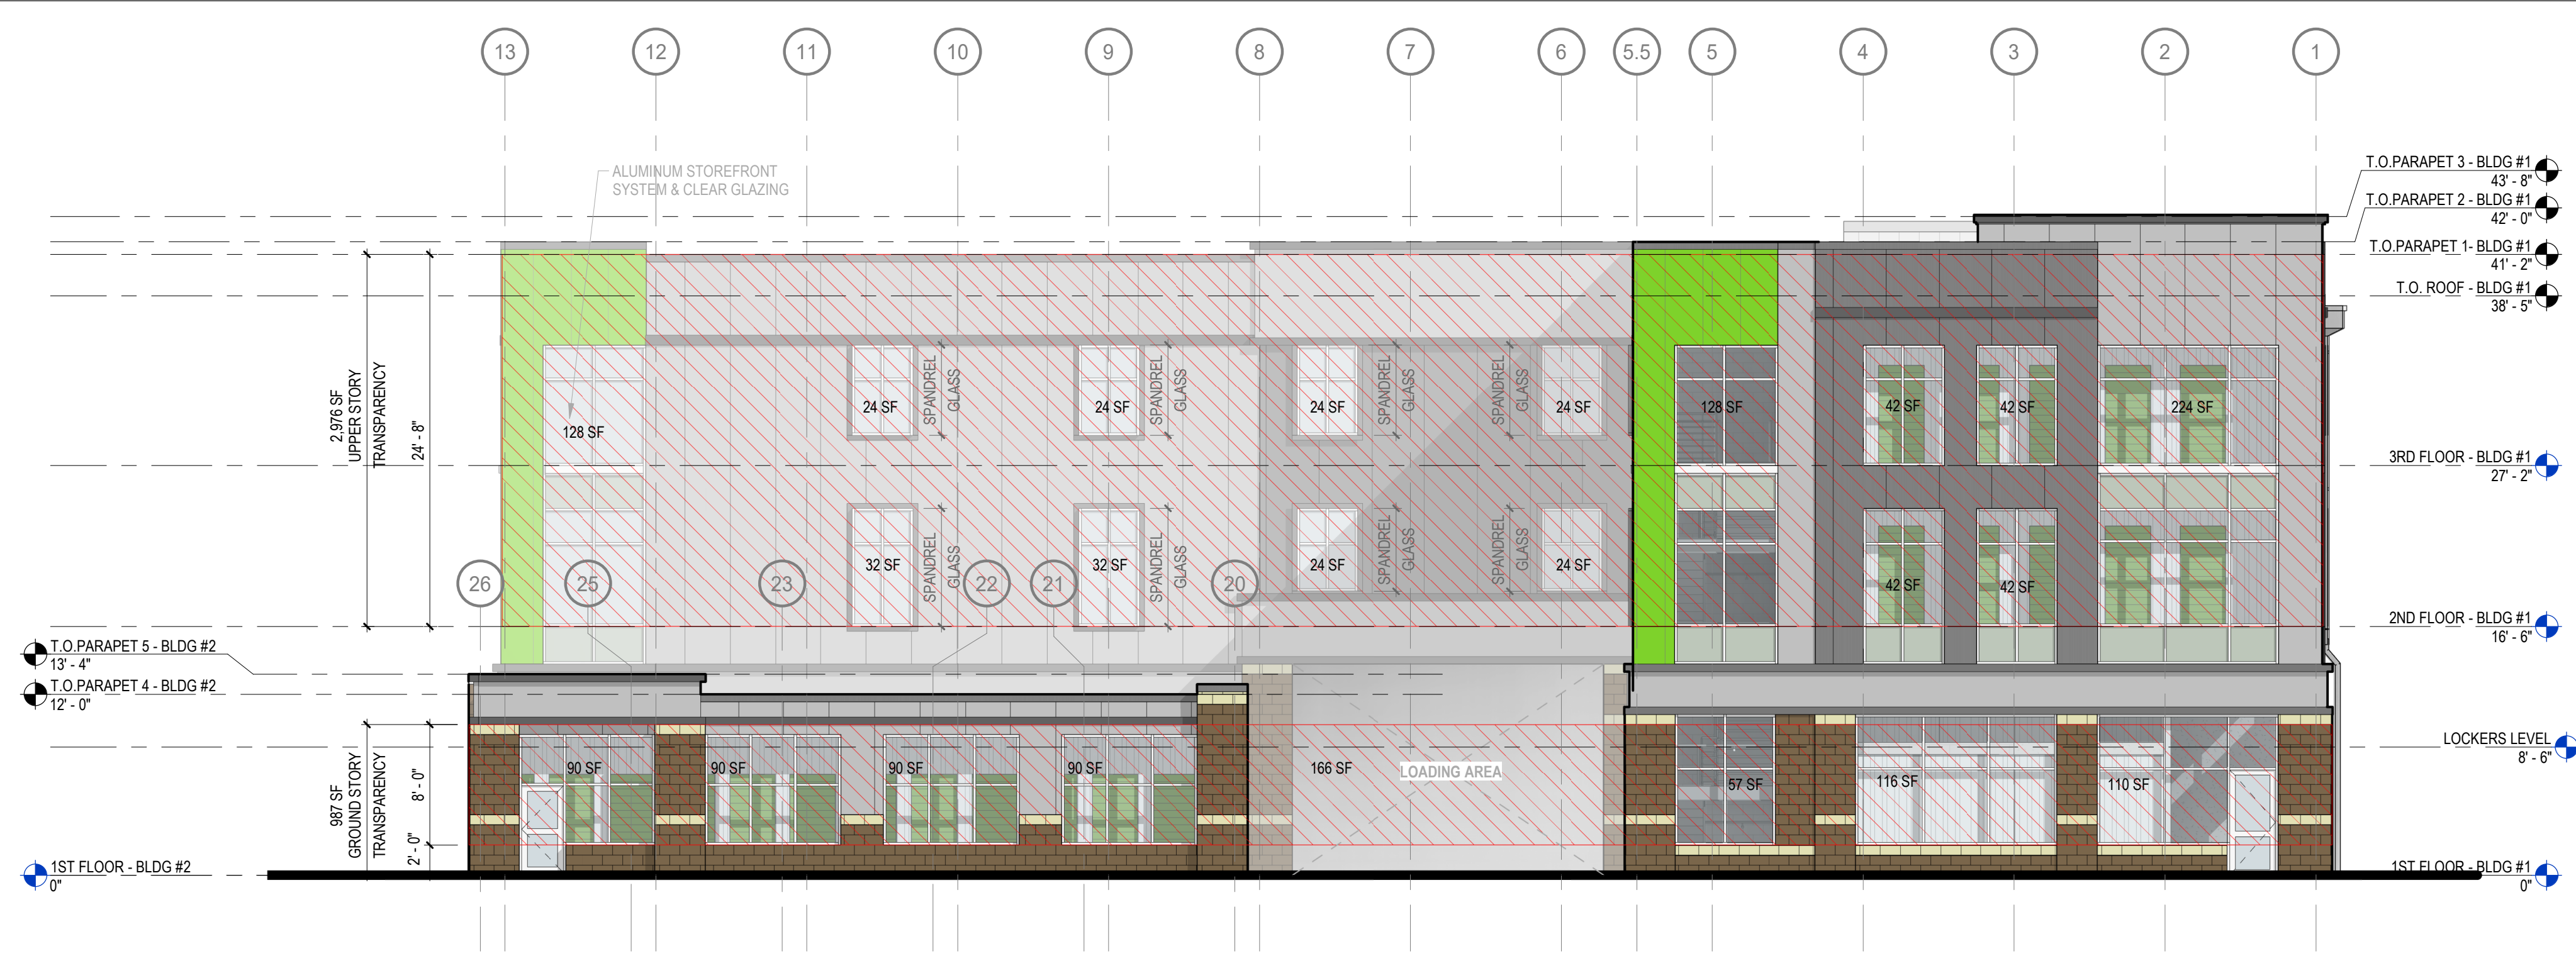 13
12
11
10
9
8
7
6
5.5
5
4
3
2
1
ALUMINUM STOREFRONT
SYSTEM & CLEAR GLAZING
T.O.PARAPET 3 - BLDG #1
43' - 8"
T.O.PARAPET 2 - BLDG #1
42' - 0"
T.O.PARAPET 1- BLDG #1
41' - 2"
T.O. ROOF - BLDG #1
38' - 5"
2,976 SF
UPPER STORY
TRANSPARENCY
24' - 8"
128 SF
24 SF
SPANDREL
GLASS
24 SF
SPANDREL
GLASS
24 SF
SPANDREL
GLASS
SPANDREL
GLASS
24 SF
128 SF
42 SF
42 SF
224 SF
3RD FLOOR - BLDG #1
27' - 2"
32 SF
SPANDREL
GLASS
32 SF
SPANDREL
GLASS
24 SF
SPANDREL
GLASS
SPANDREL
GLASS
24 SF
42 SF
42 SF
26
25
23
22
21
20
2ND FLOOR - BLDG #1
16' - 6"
T.O.PARAPET 5 - BLDG #2
13' - 4"
T.O.PARAPET 4 - BLDG #2
12' - 0"
987 SF
GROUND STORY
TRANSPARENCY
8' - 0"
2' - 0"
90 SF
90 SF
90 SF
90 SF
166 SF
LOADING AREA
57 SF
116 SF
110 SF
LOCKERS LEVEL
8' - 6"
1ST FLOOR - BLDG #2
0"
1ST FLOOR - BLDG #1
0"